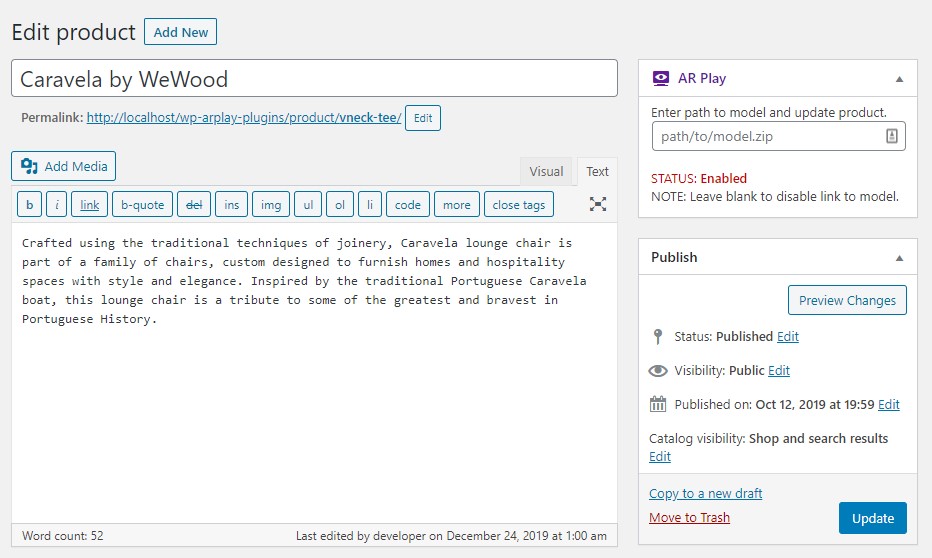 Edit product Add New
Caravela by WeWood
Permalink: http://localhost/wp-arplay-plugins/product/vneck-tee/ Edit
Add Media
Visual Text
b i link b-quote del ins img ul ol li code more close tags
Crafted using the traditional techniques of joinery, Caravela lounge chair is
part of a family of chairs, custom designed to furnish homes and hospitality
spaces with style and elegance. Inspired by the traditional Portuguese Caravela
boat, this lounge chair is a tribute to some of the greatest and bravest in
Portuguese History.
Word count: 52 Last edited by developer on December 24, 2019 at 1:00 am
AR Play
Enter path to model and update product.
path/to/model.zip
STATUS: Enabled
NOTE: Leave blank to disable link to model.
Publish
Preview Changes
Status: Published Edit
Visibility: Public Edit
Published on: Oct 12, 2019 at 19:59 Edit
Catalog visibility: Shop and search results
Edit
Copy to a new draft
Move to Trash
Update